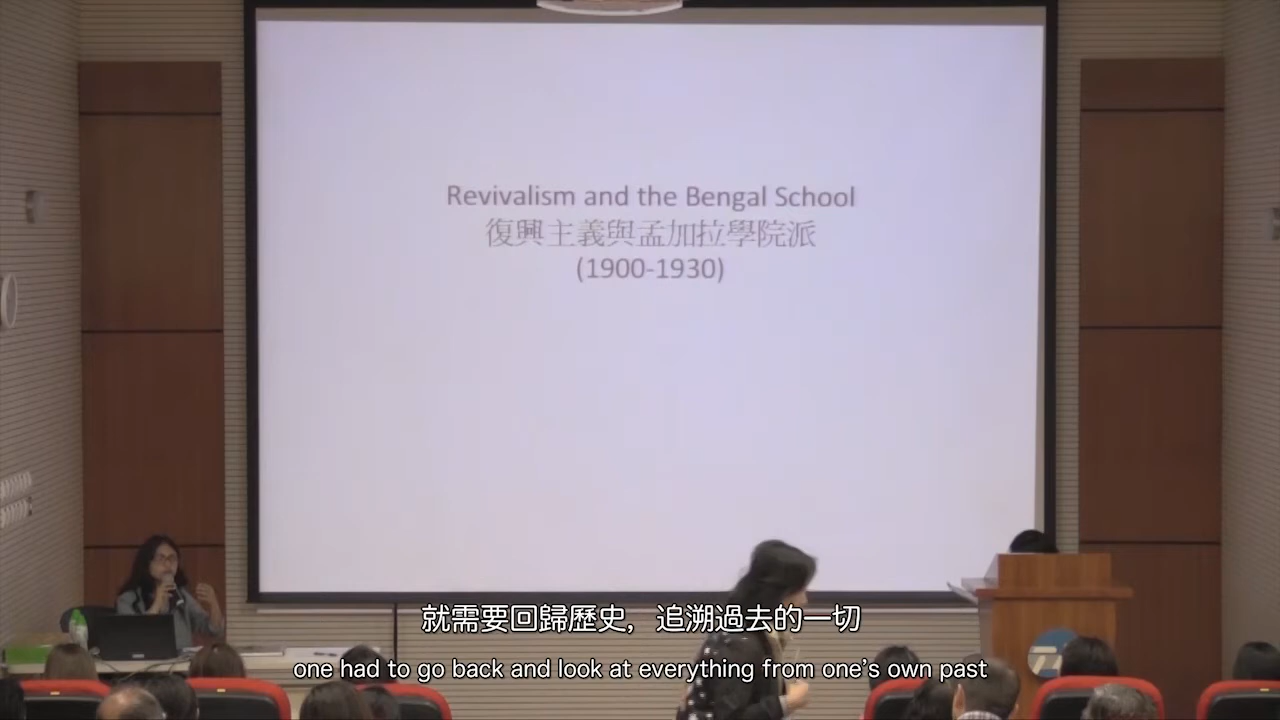 Revivalism and the Bengal School
復興主義與孟加拉學院派
(1900-1930)
就需要回歸歷史，追溯過去的一切
one had to go back and look at everything from one's own past